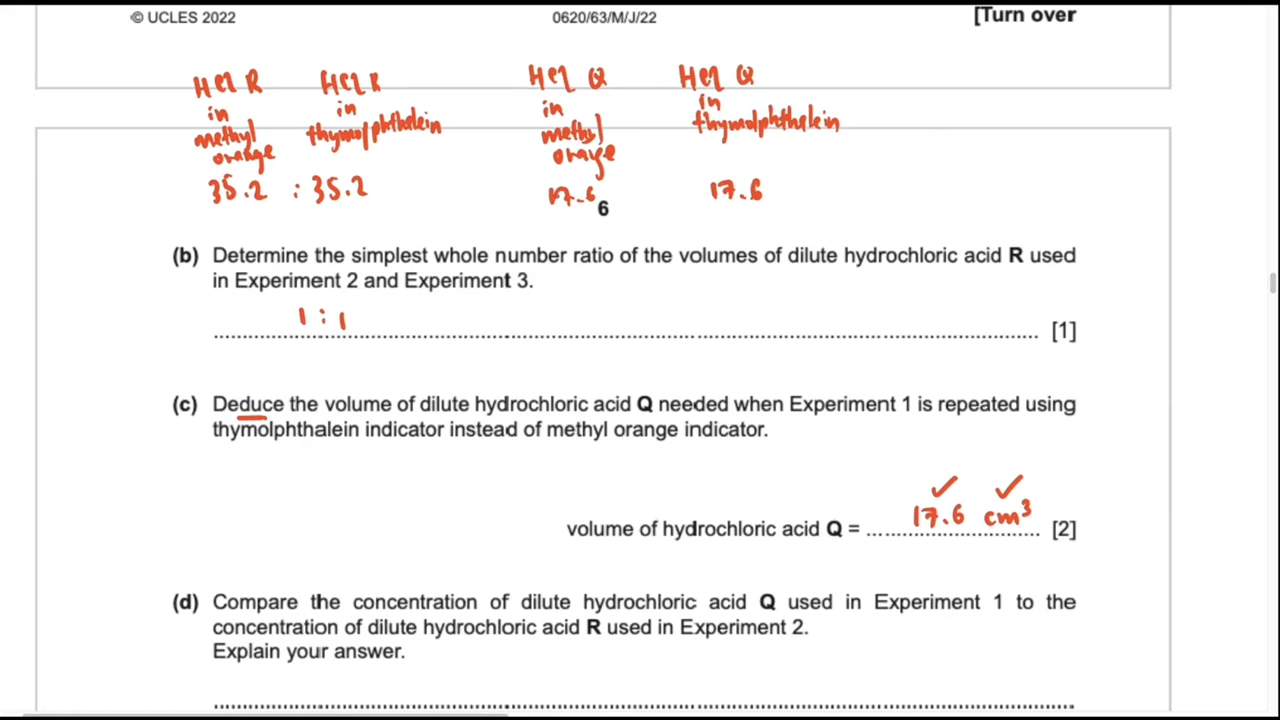 © UCLES 2022 0620/63/M/J/22 [Turn over
HCl R HCl R HCl Q HCl Q
in in in in
methyl orange thymolphthalein methyl orange thymolphthalein
35.2 : 35.2 17.6 17.6
6
(b) Determine the simplest whole number ratio of the volumes of dilute hydrochloric acid R used
in Experiment 2 and Experiment 3.
1 : 1
[1]
(c) Deduce the volume of dilute hydrochloric acid Q needed when Experiment 1 is repeated using
thymolphthalein indicator instead of methyl orange indicator.
volume of hydrochloric acid Q = 17.6 cm³ [2]
(d) Compare the concentration of dilute hydrochloric acid Q used in Experiment 1 to the
concentration of dilute hydrochloric acid R used in Experiment 2.
Explain your answer.